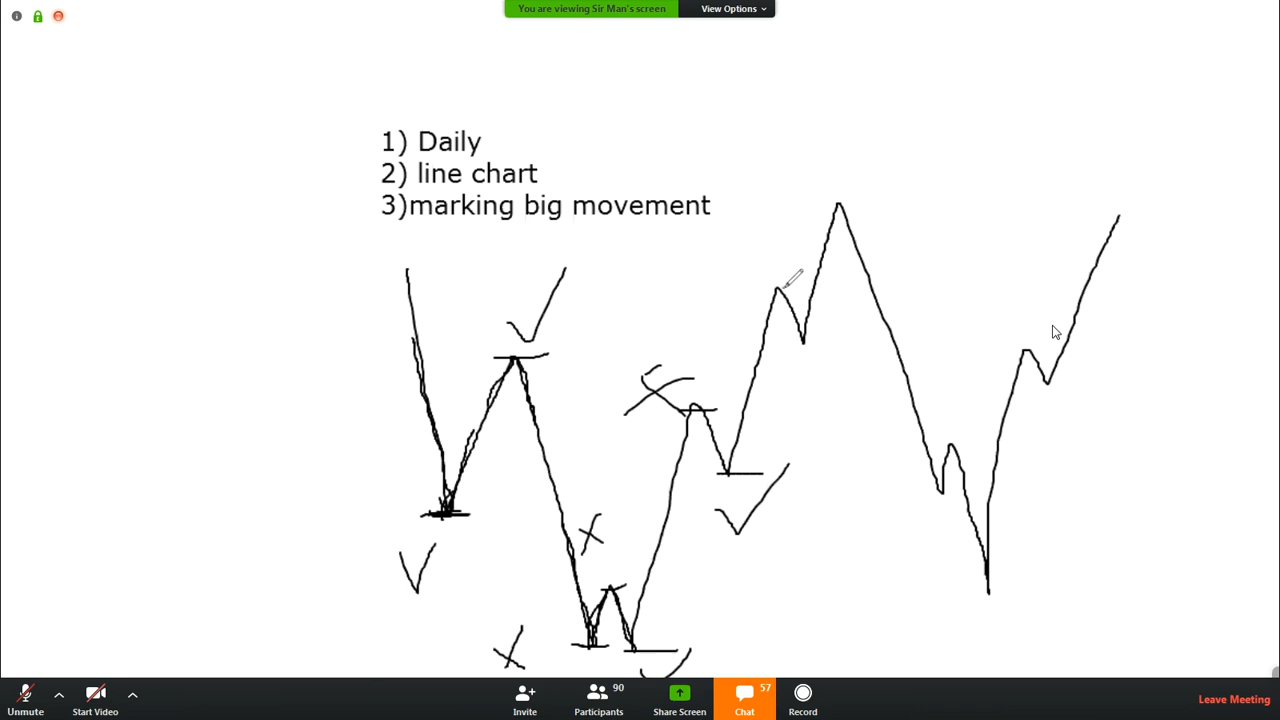 You are viewing Sir Man's screen
View Options
1) Daily
2) line chart
3)marking big movement
90
57
Unmute
Start Video
Invite
Participants
Share Screen
Chat
Record
Leave Meeting